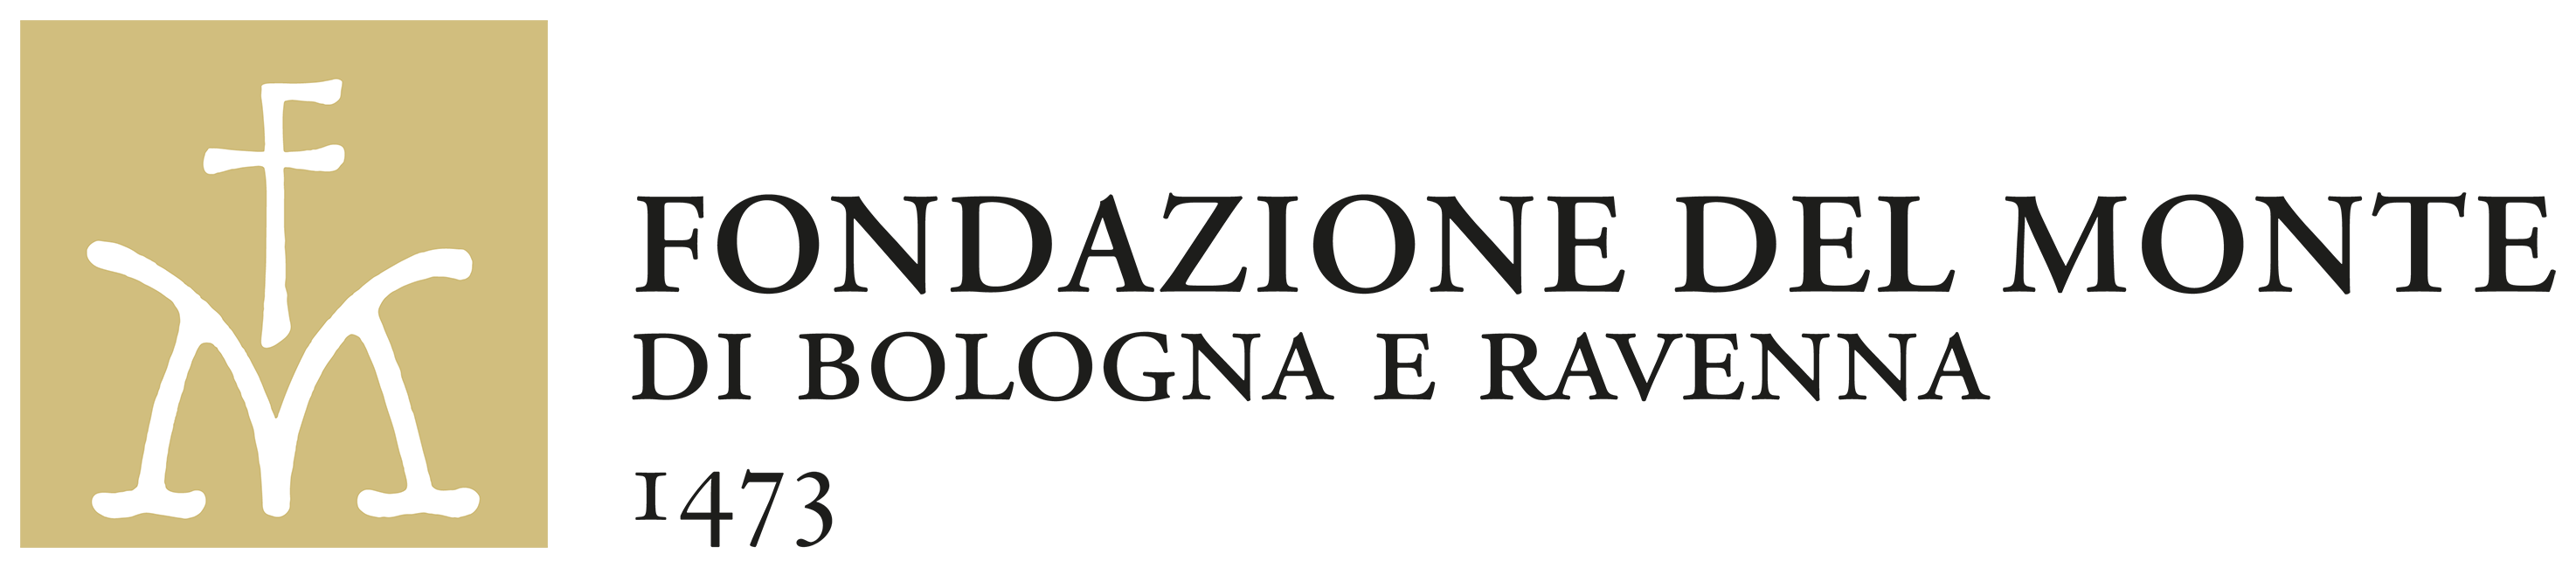 FONDAZIONE DEL MONTE
DI BOLOGNA E RAVENNA
1473